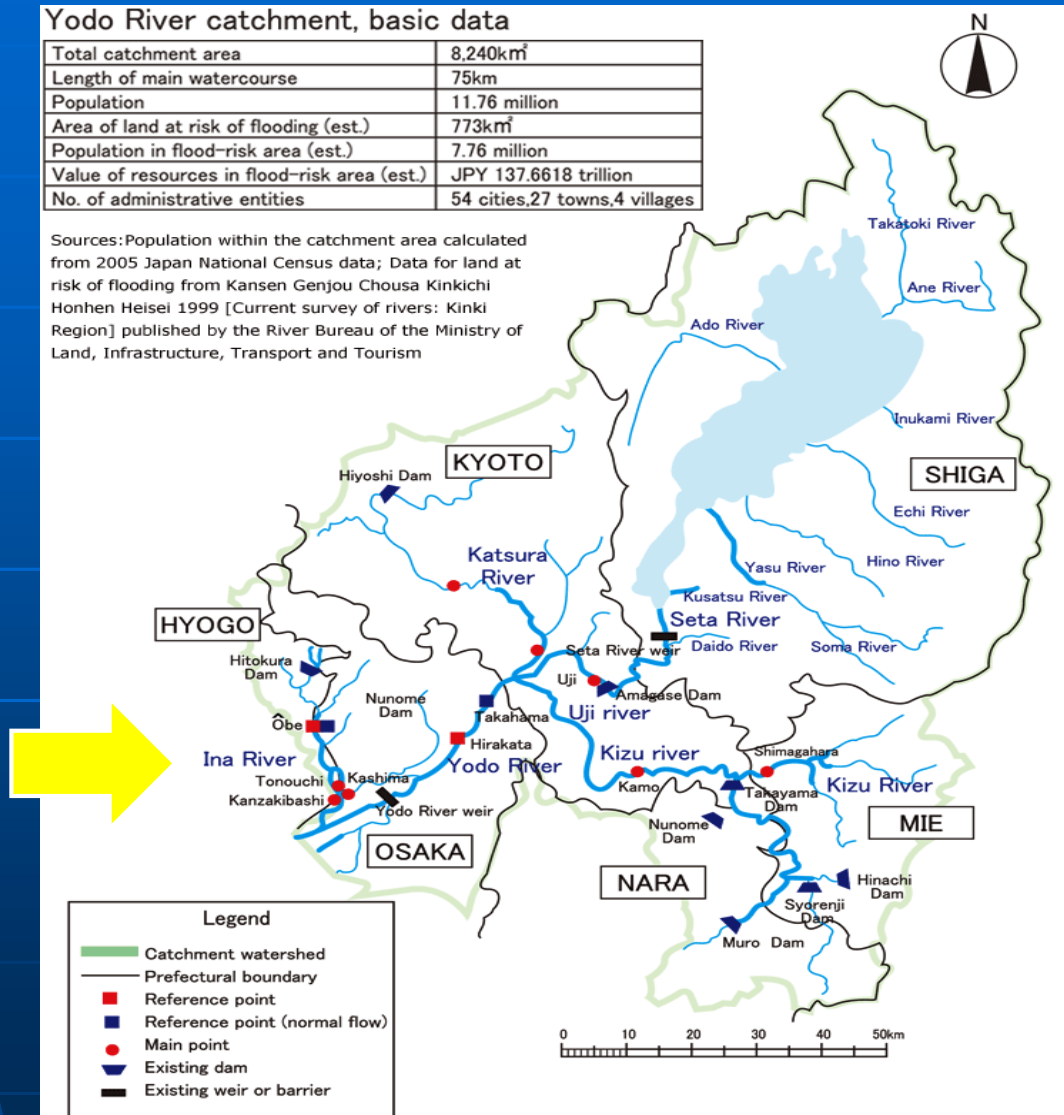 Yodo River catchment, basic data
Total catchment area 8,240km²
Length of main watercourse 75km
Population 11.76 million
Area of land at risk of flooding (est.) 773km²
Population in flood-risk area (est.) 7.76 million
Value of resources in flood-risk area (est.) JPY 137.6618 trillion
No. of administrative entities 54 cities,27 towns,4 villages
N
Sources:Population within the catchment area calculated
from 2005 Japan National Census data; Data for land at
risk of flooding from Kansen Genjou Chousa Kinkichi
Honhen Heisei 1999 [Current survey of rivers: Kinki
Region] published by the River Bureau of the Ministry of
Land, Infrastructure, Transport and Tourism
Takatoki River
Ane River
Ado River
Inukami River
KYOTO
SHIGA
Hiyoshi Dam
Echi River
Katsura
River
Hino River
Yasu River
Kusatsu River
Seta River
HYOGO
Seta River weir
Daido River
Soma River
Hitokura
Dam
Uji
Amagase Dam
Nunome
Dam
Takahama
Uji river
Ôbe
Hirakata
Ina River
Yodo River
Kizu river
Shimagahara
Tonouchi
Kashima
Kizu River
Kanzakibashi
Kamo
Takayama
Dam
Yodo River weir
MIE
Nunome
Dam
OSAKA
NARA
Hinachi
Dam
Syorenji
Dam
Muro Dam
Legend
Catchment watershed
Prefectural boundary
Reference point
Reference point (normal flow)
Main point
Existing dam
Existing weir or barrier
0 10 20 30 40 50km